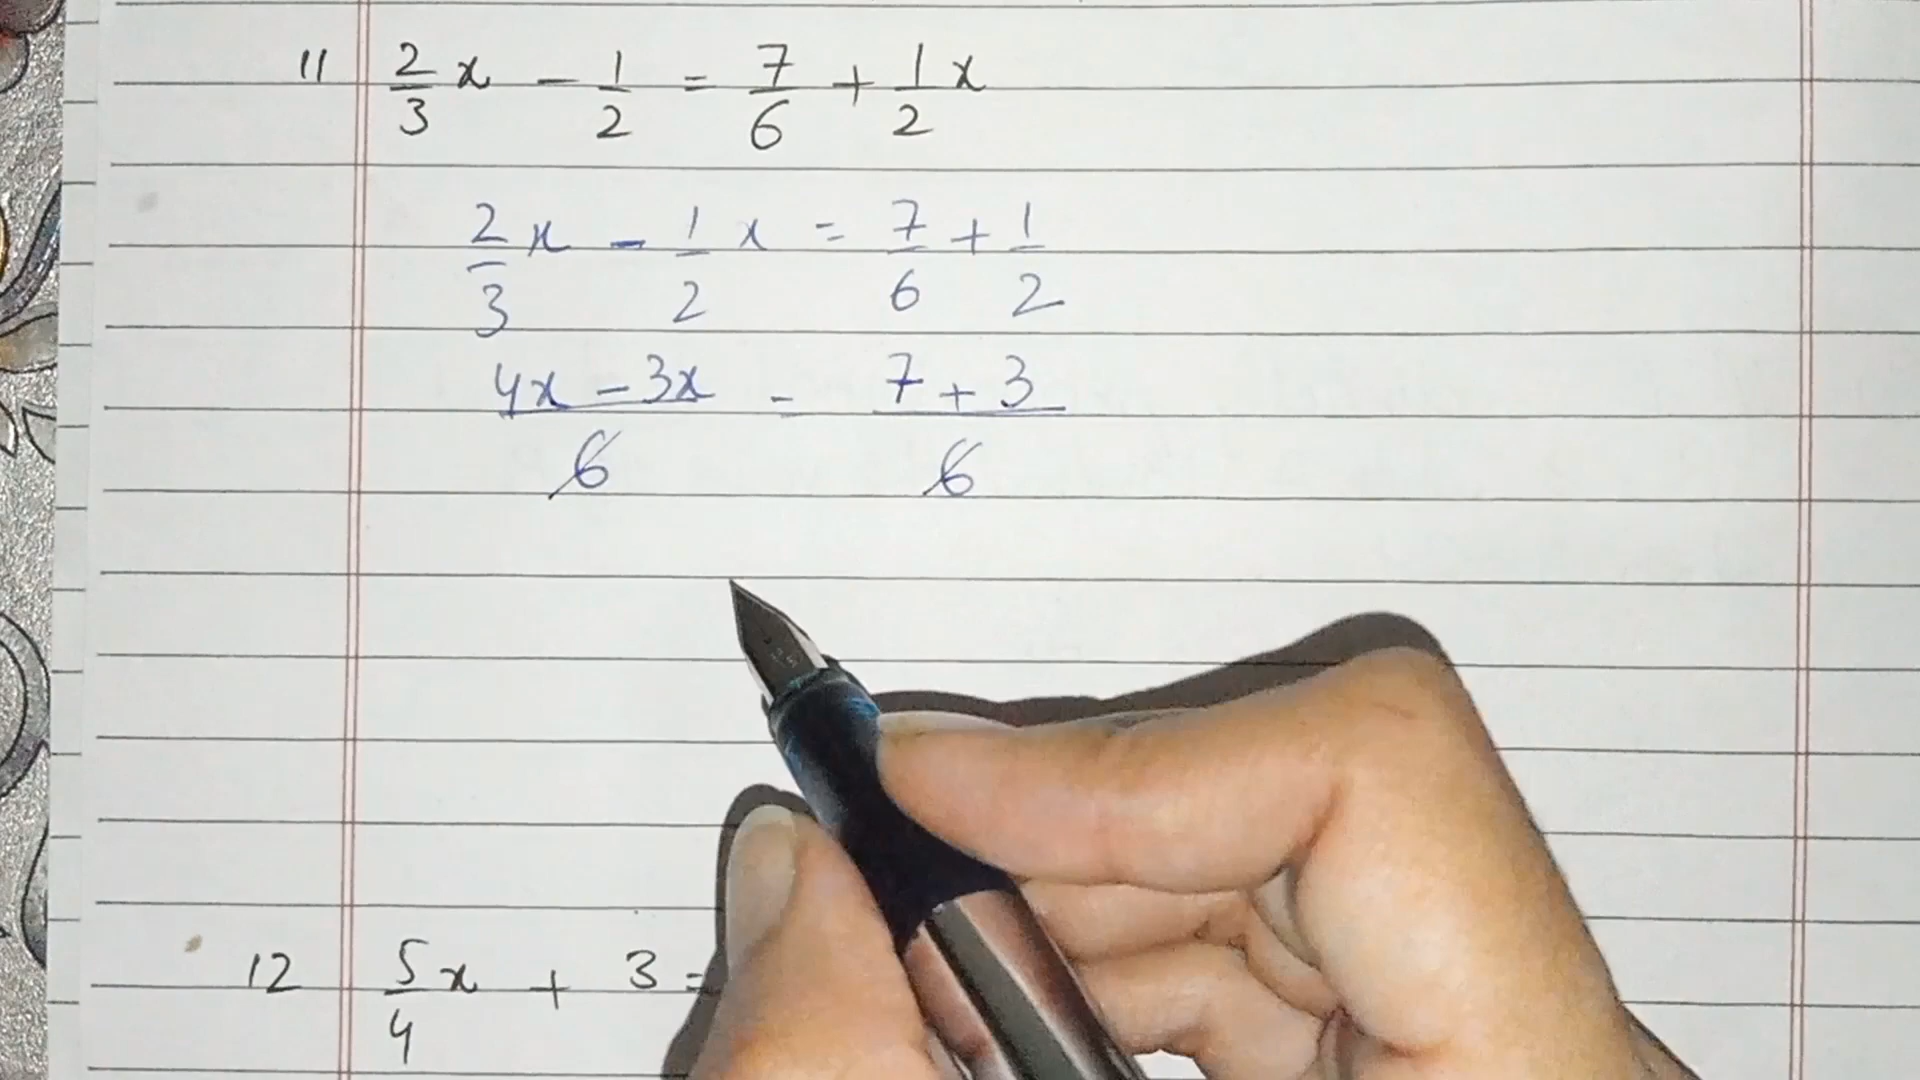 11 2/3 x - 1/2 = 7/6 + 1/2 x
2/3 x - 1/2 x = 7/6 + 1/2
4x - 3x / 6 - 7 + 3 / 6
12 5/4 x + 3 =